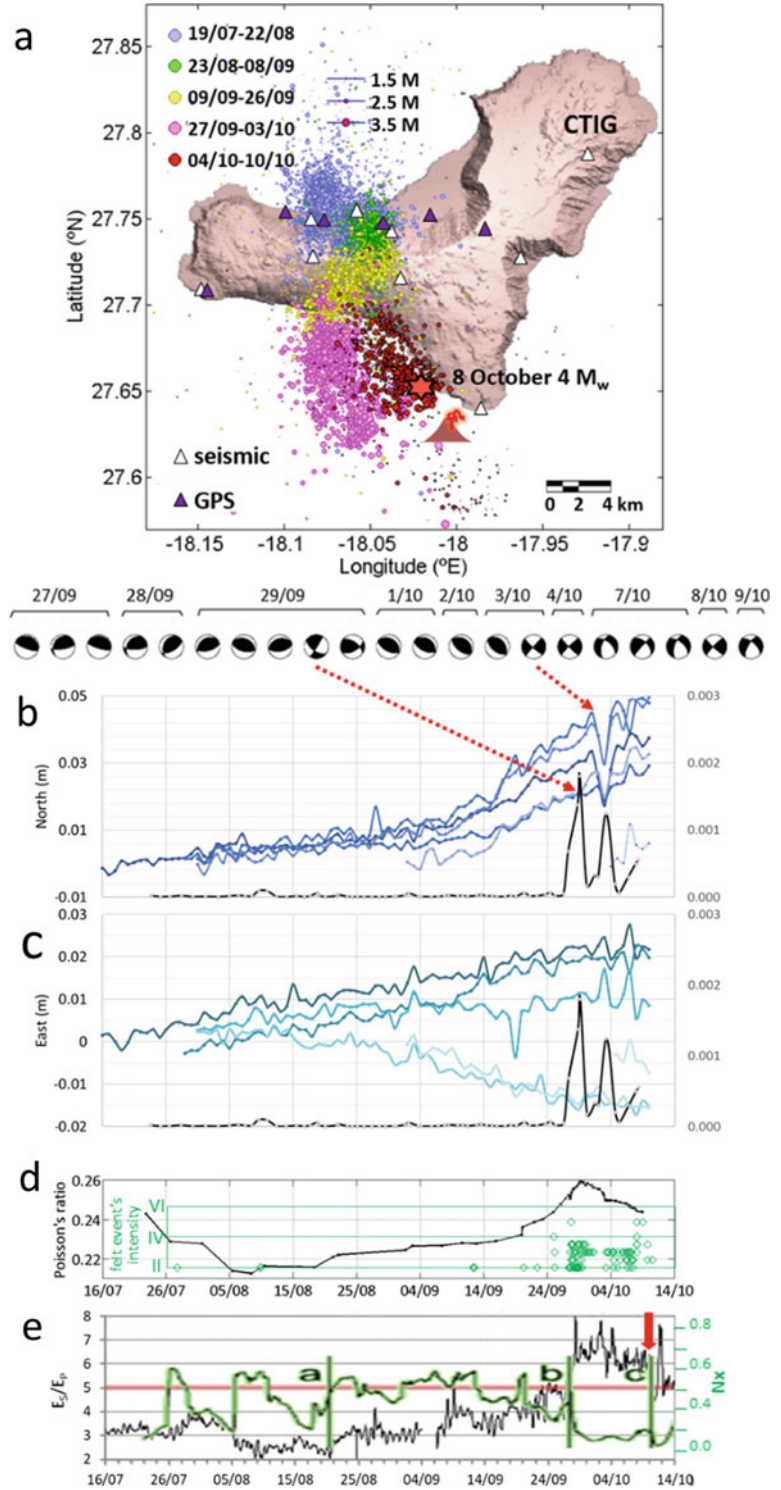 a
27.85
27.8
27.75
27.7
27.65
27.6
Latitude (ºN)
19/07-22/08
23/08-08/09
09/09-26/09
27/09-03/10
04/10-10/10
1.5 M
2.5 M
3.5 M
CTIG
8 October 4 Mw
seismic
GPS
0 2 4 km
-18.15 -18.1 -18.05 -18 -17.95 -17.9
Longitude (ºE)
27/09 28/09 29/09 1/10 2/10 3/10 4/10 7/10 8/10 9/10
b
0.05
0.03
0.01
-0.01
North (m)
0.003
0.002
0.001
0.000
c
0.03
0.02
0.01
0
-0.01
-0.02
East (m)
0.003
0.002
0.001
0.000
d
0.26
0.24
0.22
Poisson's ratio
felt event's
intensity
VI
IV
II
16/07 26/07 05/08 15/08 25/08 04/09 14/09 24/09 04/10 14/10
e
8
7
6
5
4
3
2
ES/EP
a
b
c
0.8
0.6
0.4
0.2
0.0
Nx
16/07 26/07 05/08 15/08 25/08 04/09 14/09 24/09 04/10 14/10